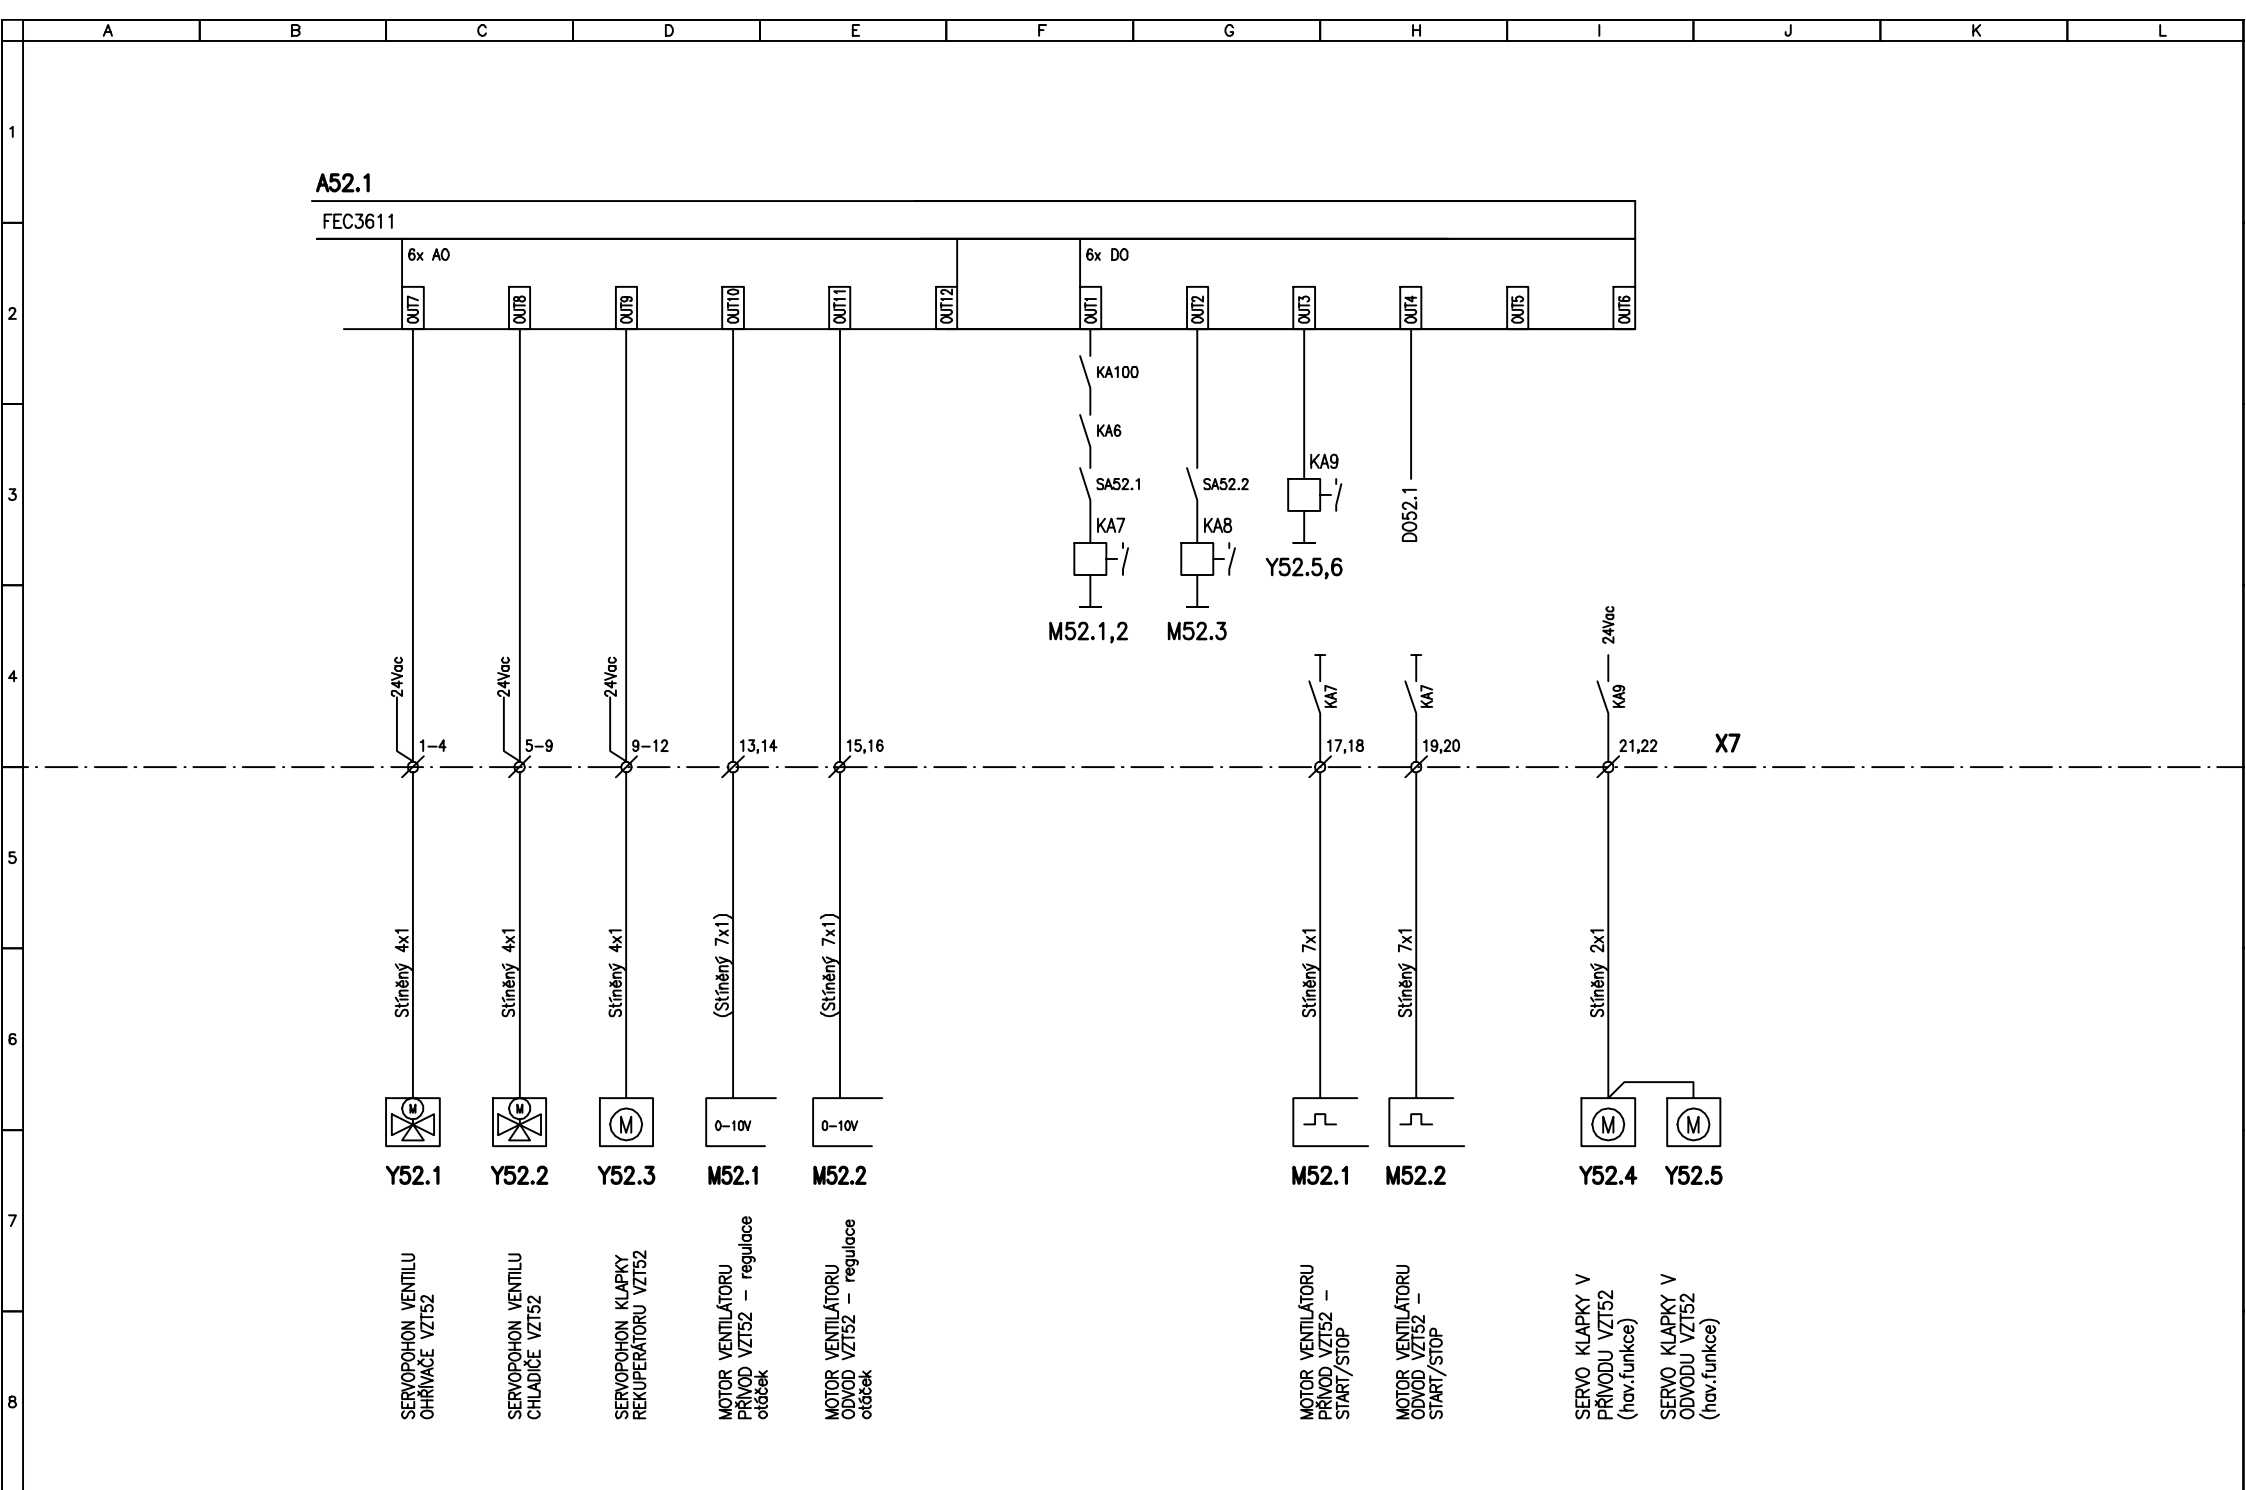 A B C D E F G H I J K L
1
2
3
4
5
6
7
8
A52.1
FEC3611
6x AO
6x DO
OUT7
OUT8
OUT9
OUT10
OUT11
OUT12
OUT1
OUT2
OUT3
OUT4
OUT5
OUT6
KA100
KA6
SA52.1
KA7
M52.1,2
SA52.2
KA8
M52.3
KA9
Y52.5,6
DO52.1
24Vac
24Vac
24Vac
KA7
KA7
24Vac
KA9
1-4
5-9
9-12
13,14
15,16
17,18
19,20
21,22
X7
Stíněný 4x1
Stíněný 4x1
Stíněný 4x1
(Stíněný 7x1)
(Stíněný 7x1)
Stíněný 7x1
Stíněný 7x1
Stíněný 2x1
M
M
M
0-10V
0-10V
M
M
Y52.1
Y52.2
Y52.3
M52.1
M52.2
M52.1
M52.2
Y52.4
Y52.5
SERVOPOHON VENTILU
OHŘÍVAČE VZT52
SERVOPOHON VENTILU
CHLADIČE VZT52
SERVOPOHON KLAPKY
REKUPERÁTORU VZT52
MOTOR VENTILÁTORU
PŘÍVOD VZT52 - regulace
otáček
MOTOR VENTILÁTORU
ODVOD VZT52 - regulace
otáček
MOTOR VENTILÁTORU
PŘÍVOD VZT52 -
START/STOP
MOTOR VENTILÁTORU
ODVOD VZT52 -
START/STOP
SERVO KLAPKY V
PŘÍVODU VZT52
(hav.funkce)
SERVO KLAPKY V
ODVODU VZT52
(hav.funkce)